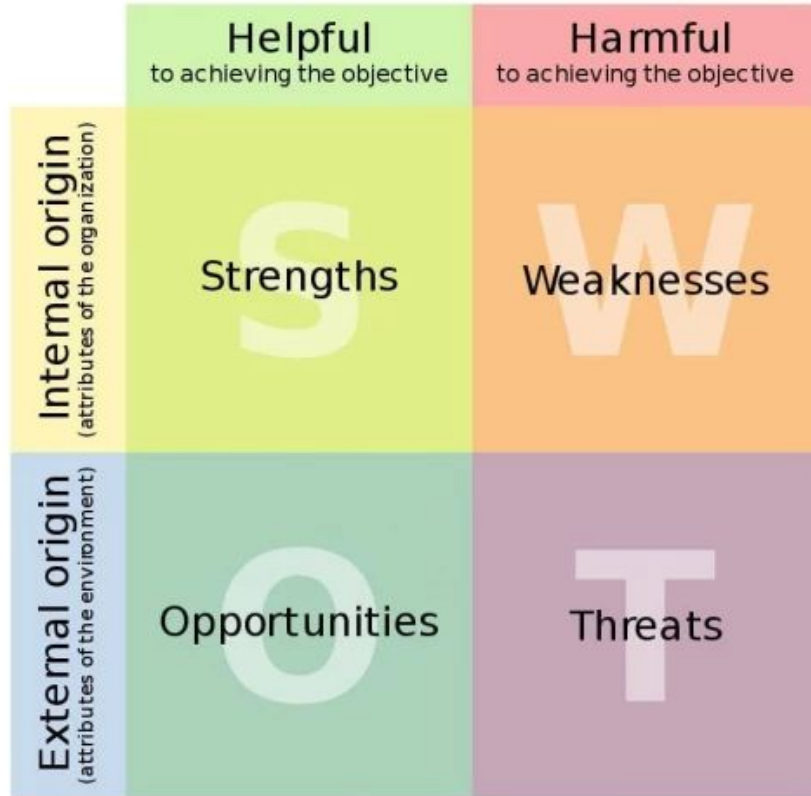 Helpful
to achieving the objective
Harmful
to achieving the objective
Internal origin
(attributes of the organization)
S
Strengths
W
Weaknesses
External origin
(attributes of the environment)
O
Opportunities
T
Threats